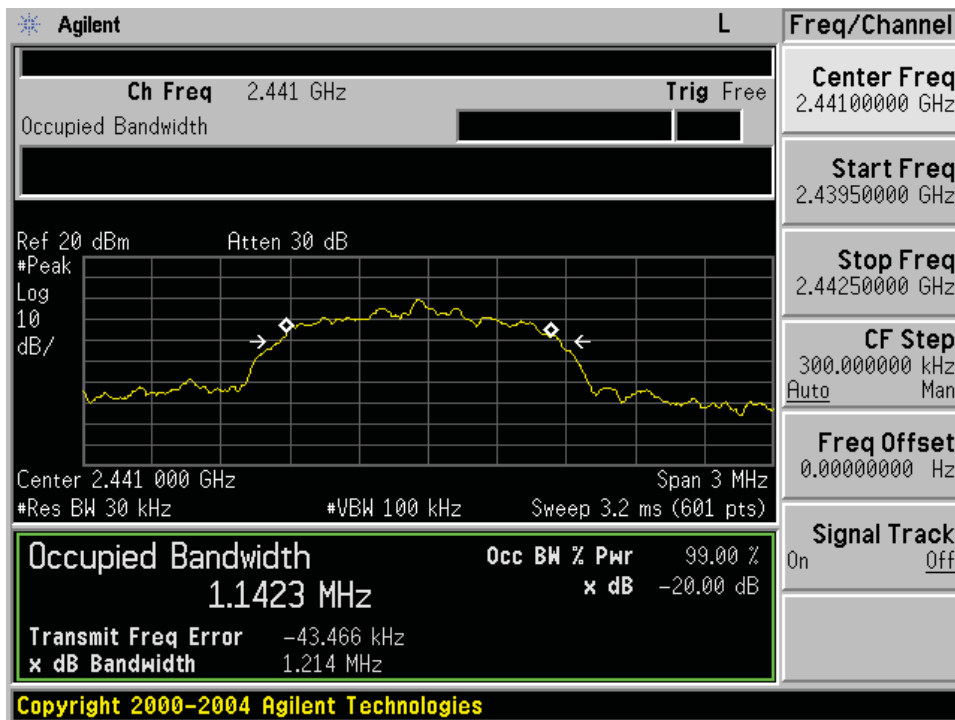 Agilent L
Freq/Channel
Ch Freq 2.441 GHz Trig Free
Occupied Bandwidth
Ref 20 dBm Atten 30 dB
#Peak
Log
10
dB/
Center 2.441 000 GHz Span 3 MHz
#Res BW 30 kHz #VBW 100 kHz Sweep 3.2 ms (601 pts)
Occupied Bandwidth Occ BW % Pwr 99.00 %
1.1423 MHz x dB -20.00 dB
Transmit Freq Error -43.466 kHz
x dB Bandwidth 1.214 MHz
Copyright 2000-2004 Agilent Technologies
Center Freq
2.44100000 GHz
Start Freq
2.43950000 GHz
Stop Freq
2.44250000 GHz
CF Step
300.000000 kHz
Auto Man
Freq Offset
0.00000000 Hz
Signal Track
On Off